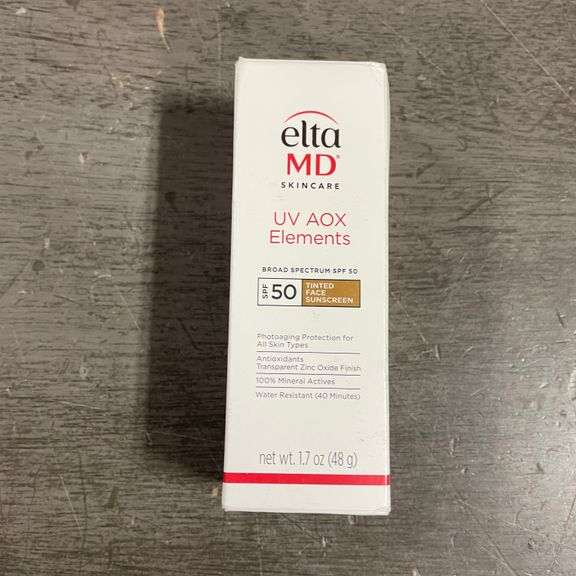 elta
MD®
SKINCARE
UV AOX
Elements
BROAD SPECTRUM SPF 50
SPF 50 TINTED
FACE
SUNSCREEN
Photoaging Protection for
All Skin Types
Antioxidants
Transparent Zinc Oxide Finish
100% Mineral Actives
Water Resistant (40 Minutes)
net wt. 1.7 oz (48 g)